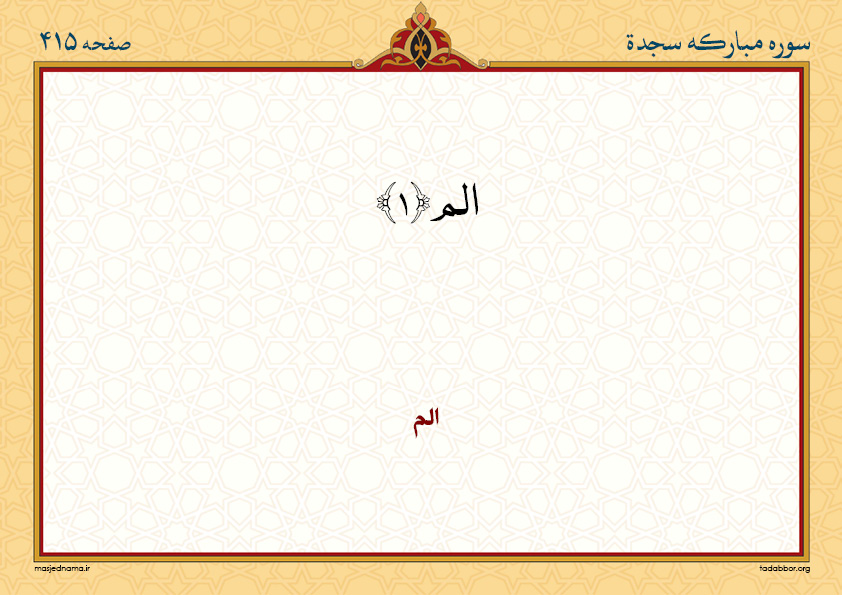 سوره مبارکه سجدة
صفحه ۴۱۵
الم ﴿۱﴾
الم
masjednama.ir
tadabbor.org